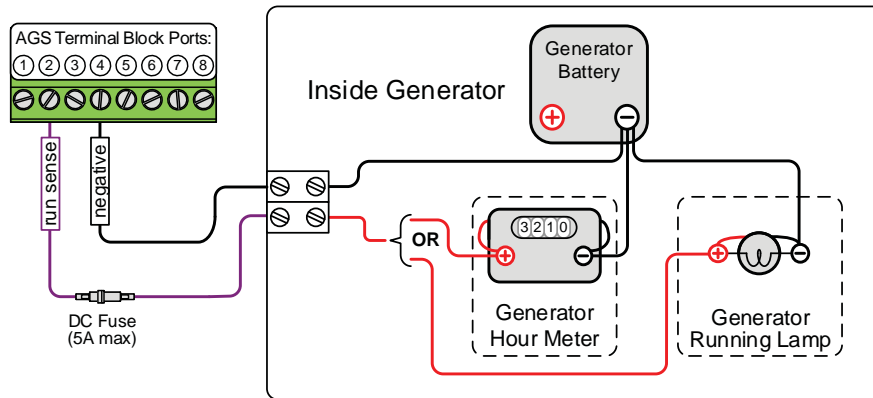 AGS Terminal Block Ports:
1 2 3 4 5 6 7 8
run sense
negative
DC Fuse
(5A max)
Inside Generator
Generator
Battery
+ −
OR
3210
+ −
Generator
Hour Meter
+ −
Generator
Running Lamp